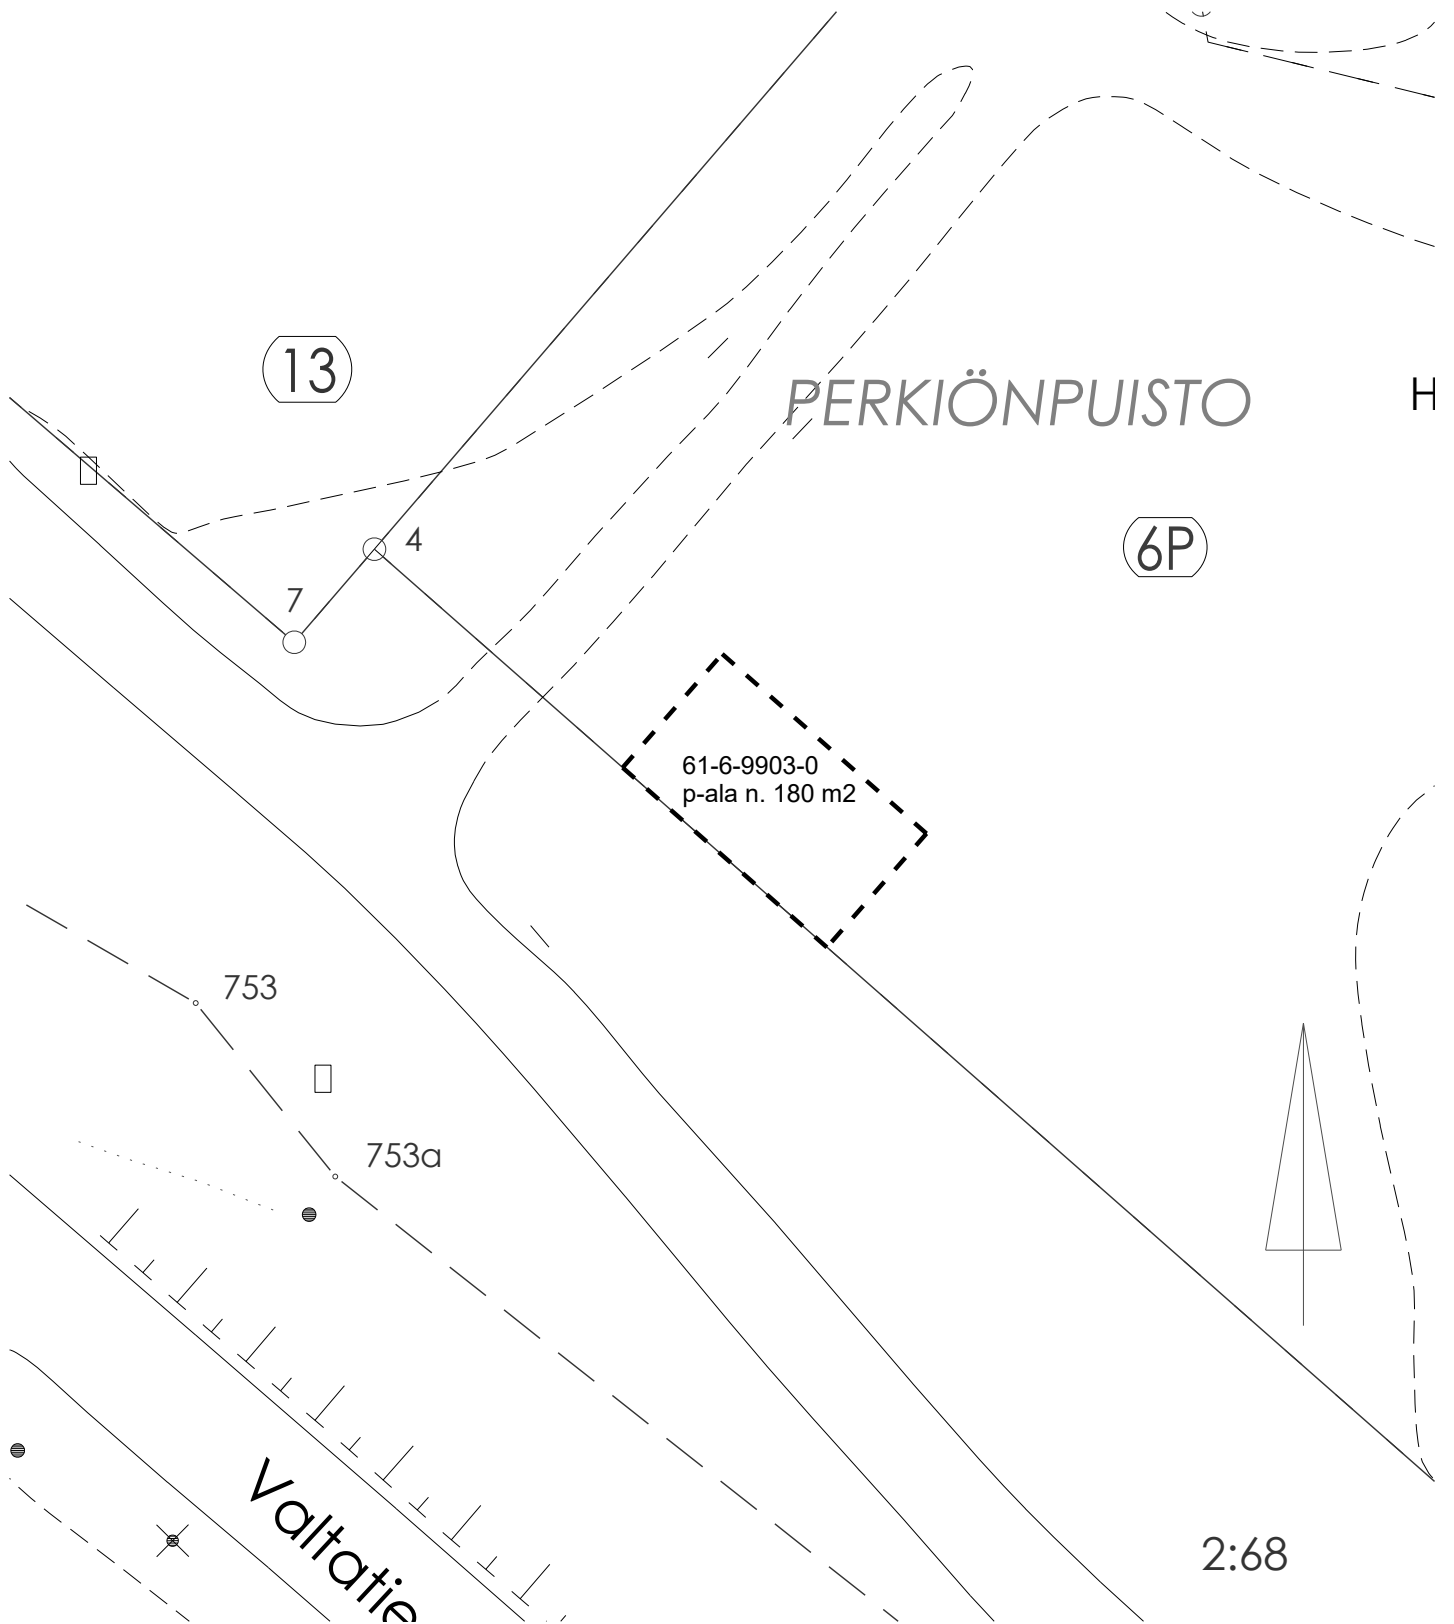 13
PERKIÖNPUISTO
H
6P
4
7
61-6-9903-0
p-ala n. 180 m2
753
753a
Valtatie
2:68